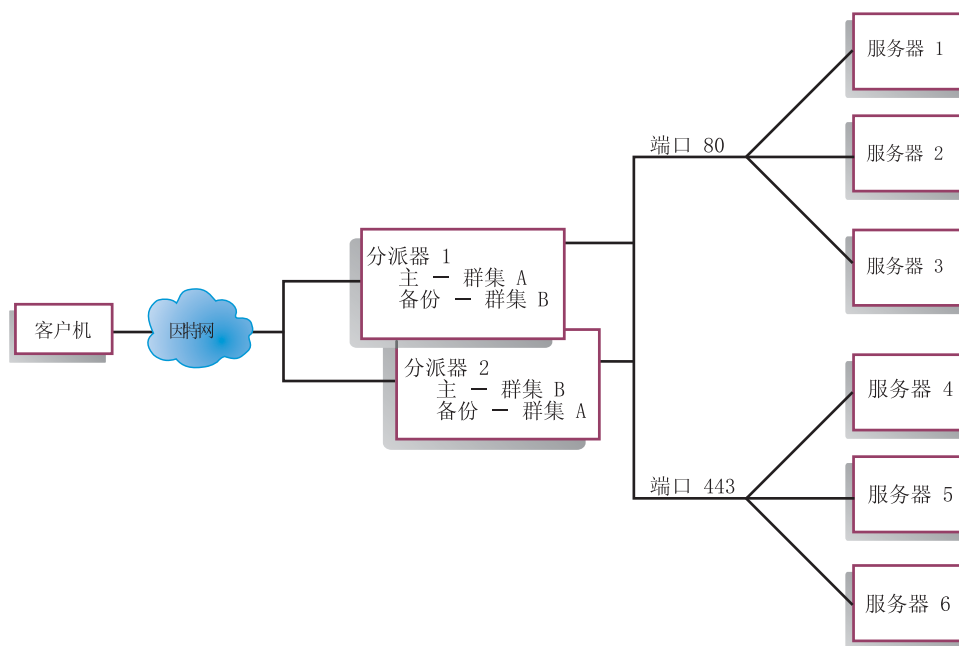 客户机
因特网
分派器 1
主 — 群集 A
备份 — 群集 B
分派器 2
主 — 群集 B
备份 — 群集 A
端口 80
服务器 1
服务器 2
服务器 3
端口 443
服务器 4
服务器 5
服务器 6